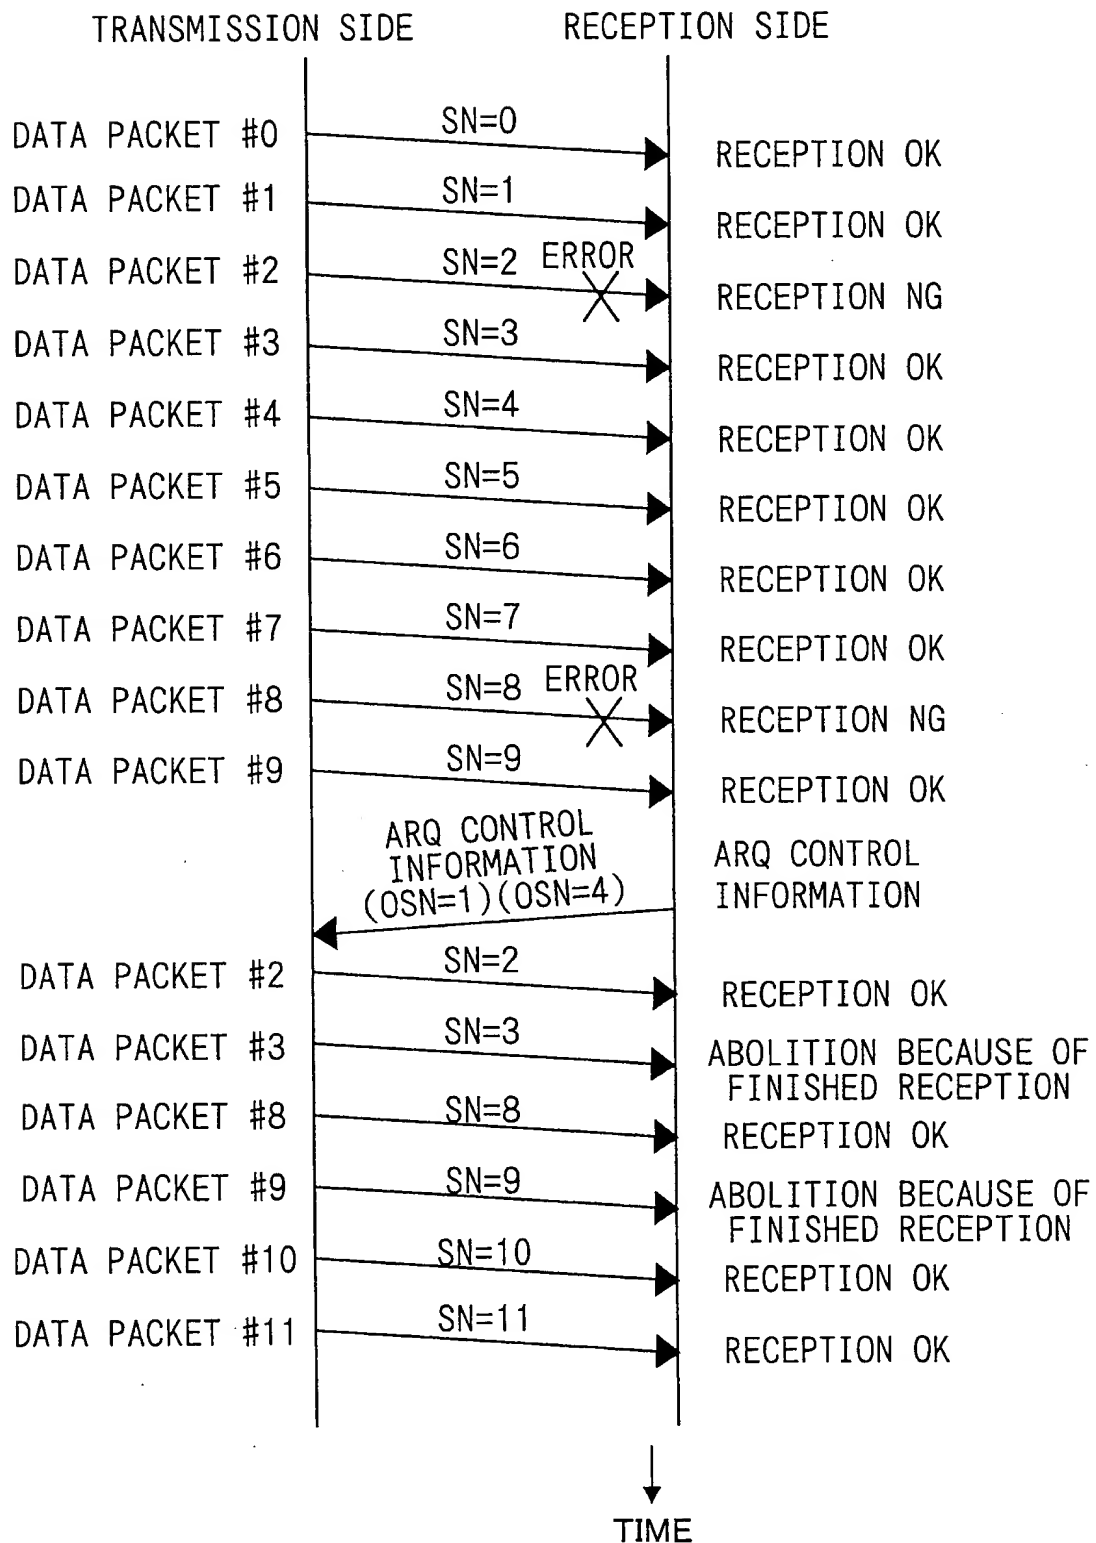 TRANSMISSION SIDE
RECEPTION SIDE
DATA PACKET #0
SN=0
RECEPTION OK
DATA PACKET #1
SN=1
RECEPTION OK
DATA PACKET #2
SN=2
ERROR
RECEPTION NG
DATA PACKET #3
SN=3
RECEPTION OK
DATA PACKET #4
SN=4
RECEPTION OK
DATA PACKET #5
SN=5
RECEPTION OK
DATA PACKET #6
SN=6
RECEPTION OK
DATA PACKET #7
SN=7
RECEPTION OK
DATA PACKET #8
SN=8
ERROR
RECEPTION NG
DATA PACKET #9
SN=9
RECEPTION OK
ARQ CONTROL
INFORMATION
(OSN=1)(OSN=4)
ARQ CONTROL
INFORMATION
DATA PACKET #2
SN=2
RECEPTION OK
DATA PACKET #3
SN=3
ABOLITION BECAUSE OF
FINISHED RECEPTION
DATA PACKET #8
SN=8
RECEPTION OK
DATA PACKET #9
SN=9
ABOLITION BECAUSE OF
FINISHED RECEPTION
DATA PACKET #10
SN=10
RECEPTION OK
DATA PACKET #11
SN=11
RECEPTION OK
TIME